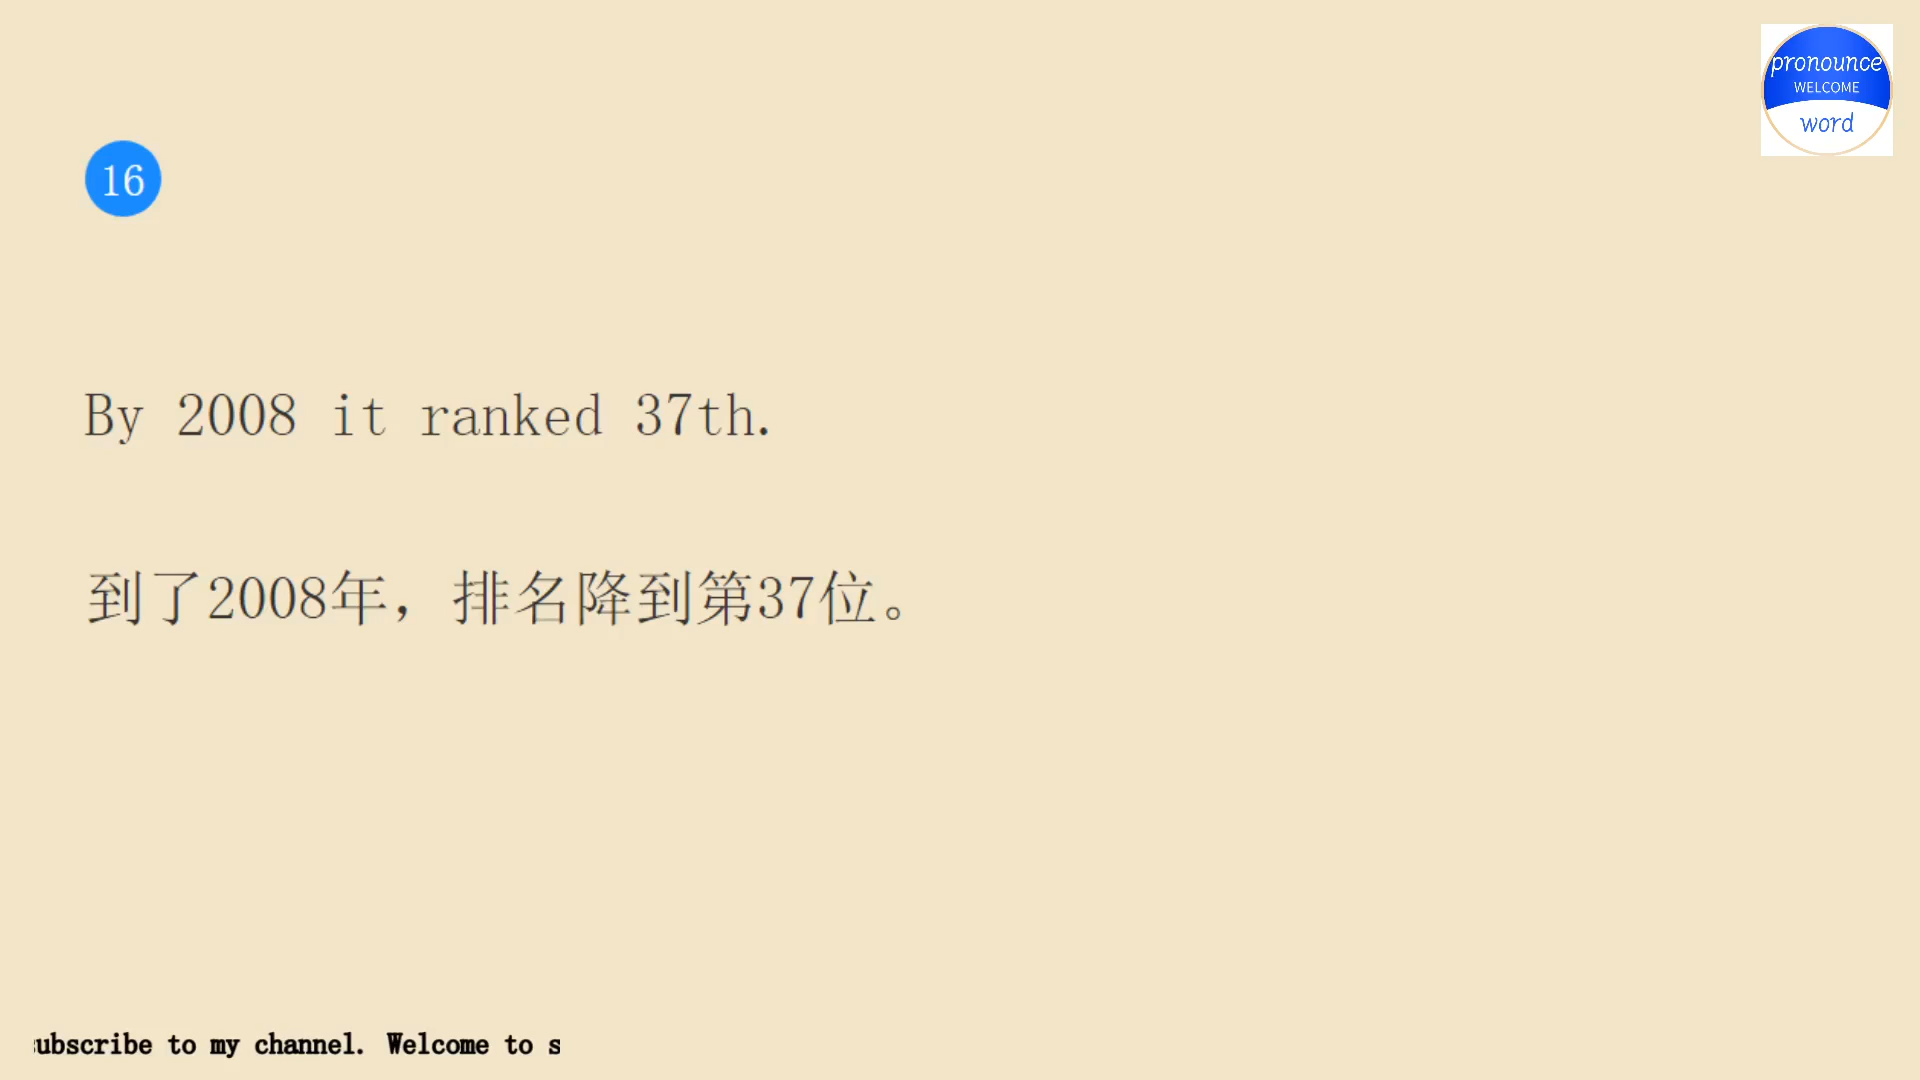 pronounce
WELCOME
word
16
By 2008 it ranked 37th.
到了2008年，排名降到第37位。
subscribe to my channel. Welcome to s